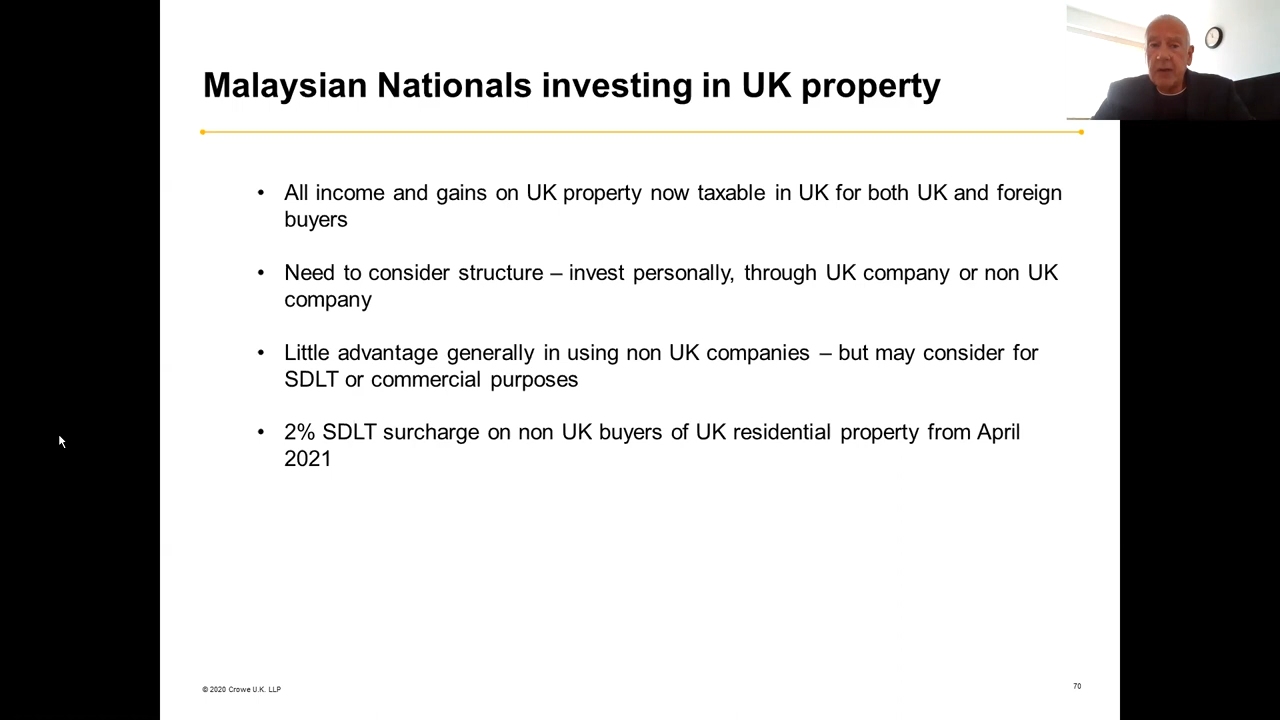 Malaysian Nationals investing in UK property
• All income and gains on UK property now taxable in UK for both UK and foreign
buyers
• Need to consider structure – invest personally, through UK company or non UK
company
• Little advantage generally in using non UK companies – but may consider for
SDLT or commercial purposes
• 2% SDLT surcharge on non UK buyers of UK residential property from April
2021
© 2020 Crowe U.K. LLP
70